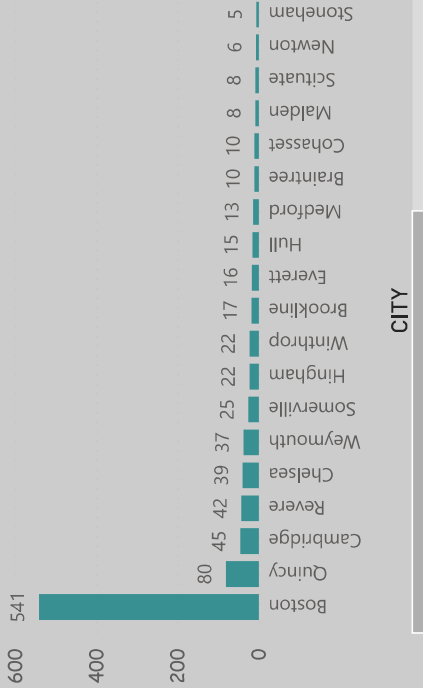 600
400
200
0
541
80
45
42
39
37
25
22
22
17
16
15
13
10
10
8
8
6
5
Boston
Quincy
Cambridge
Revere
Chelsea
Weymouth
Somerville
Hingham
Winthrop
Brookline
Everett
Hull
Medford
Braintree
Cohasset
Malden
Scituate
Newton
Stoneham
CITY